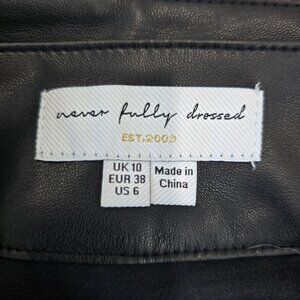 never fully dressed
EST.2009
UK 10
EUR 38
US 6
Made in
China